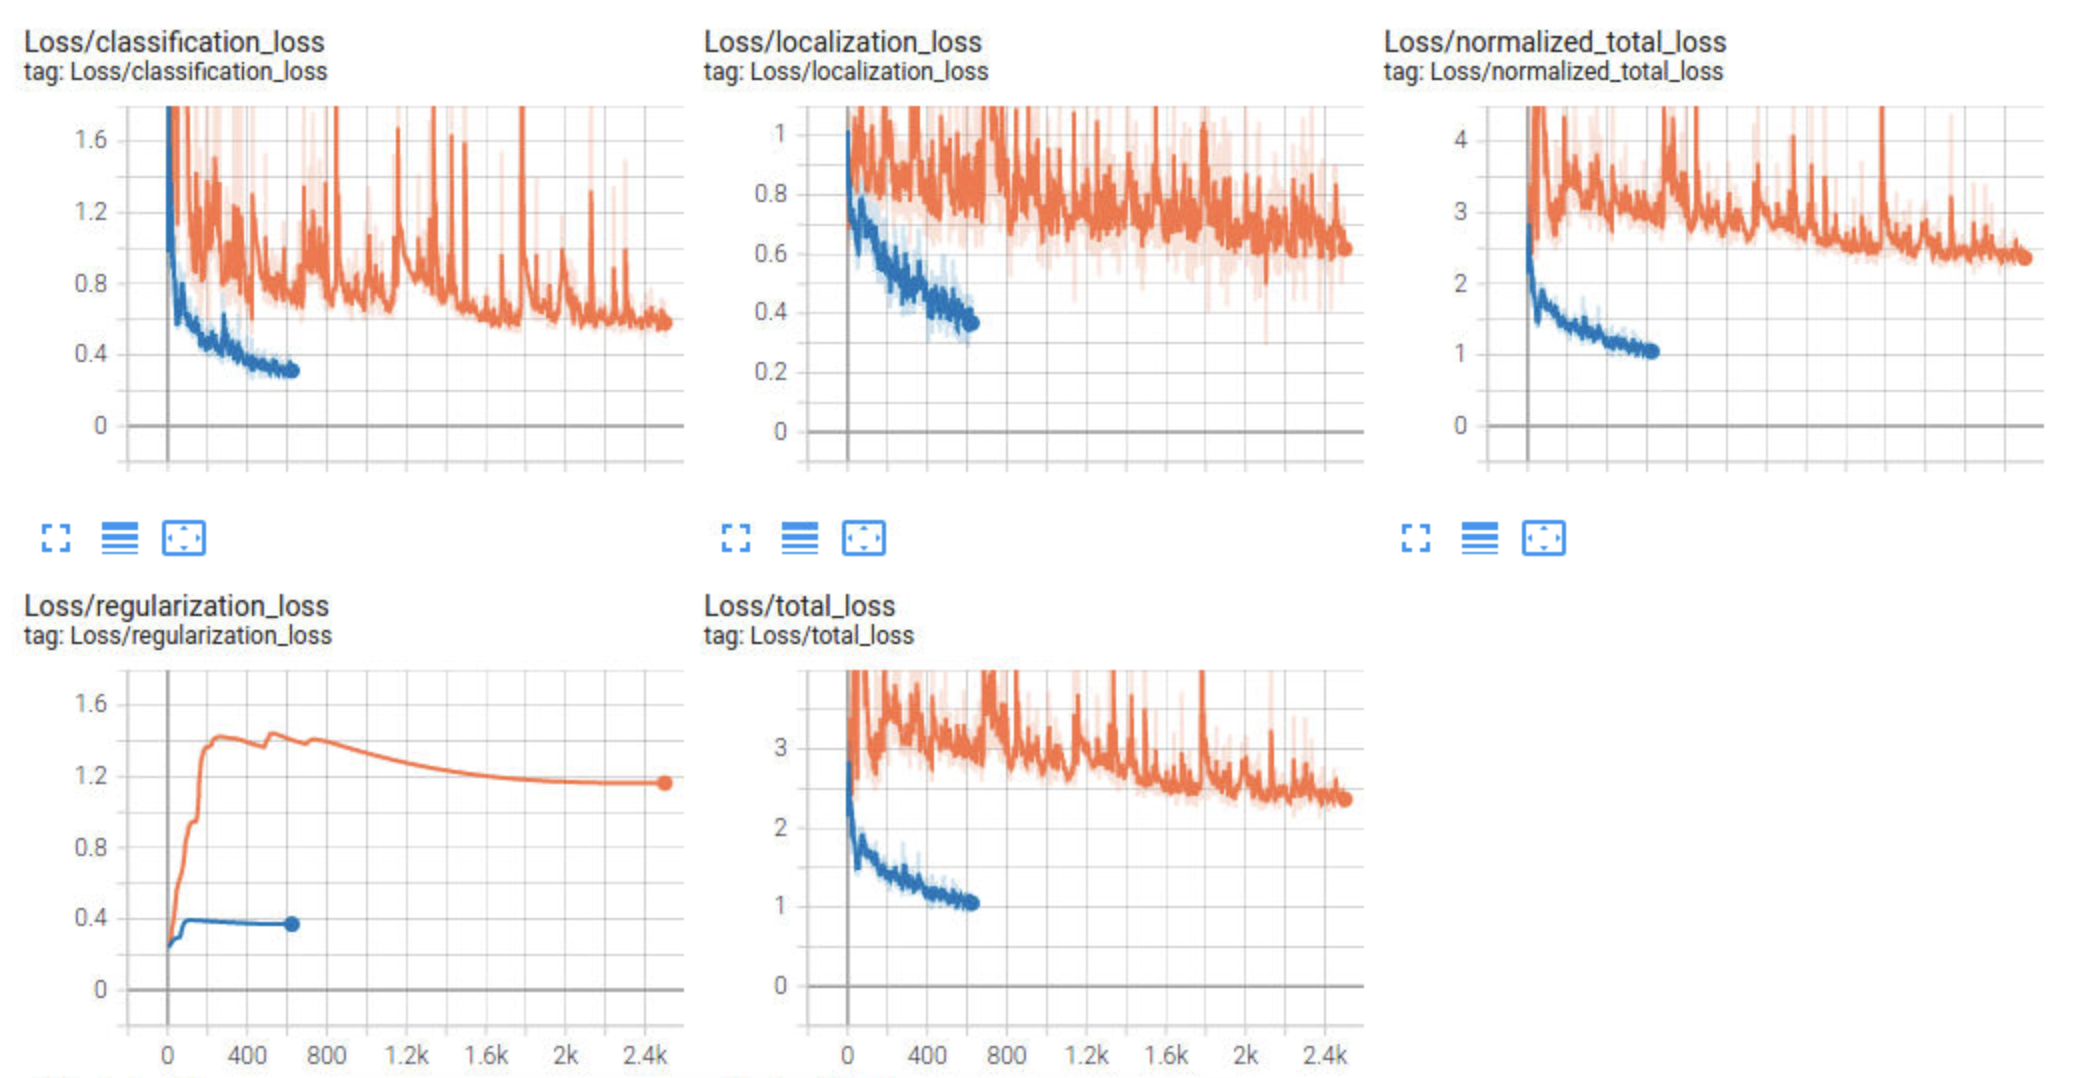 Loss/classification_loss
tag: Loss/classification_loss
1.6
1.2
0.8
0.4
0
Loss/localization_loss
tag: Loss/localization_loss
1
0.8
0.6
0.4
0.2
0
Loss/normalized_total_loss
tag: Loss/normalized_total_loss
4
3
2
1
0
Loss/regularization_loss
tag: Loss/regularization_loss
1.6
1.2
0.8
0.4
0
0 400 800 1.2k 1.6k 2k 2.4k
Loss/total_loss
tag: Loss/total_loss
3
2
1
0
0 400 800 1.2k 1.6k 2k 2.4k